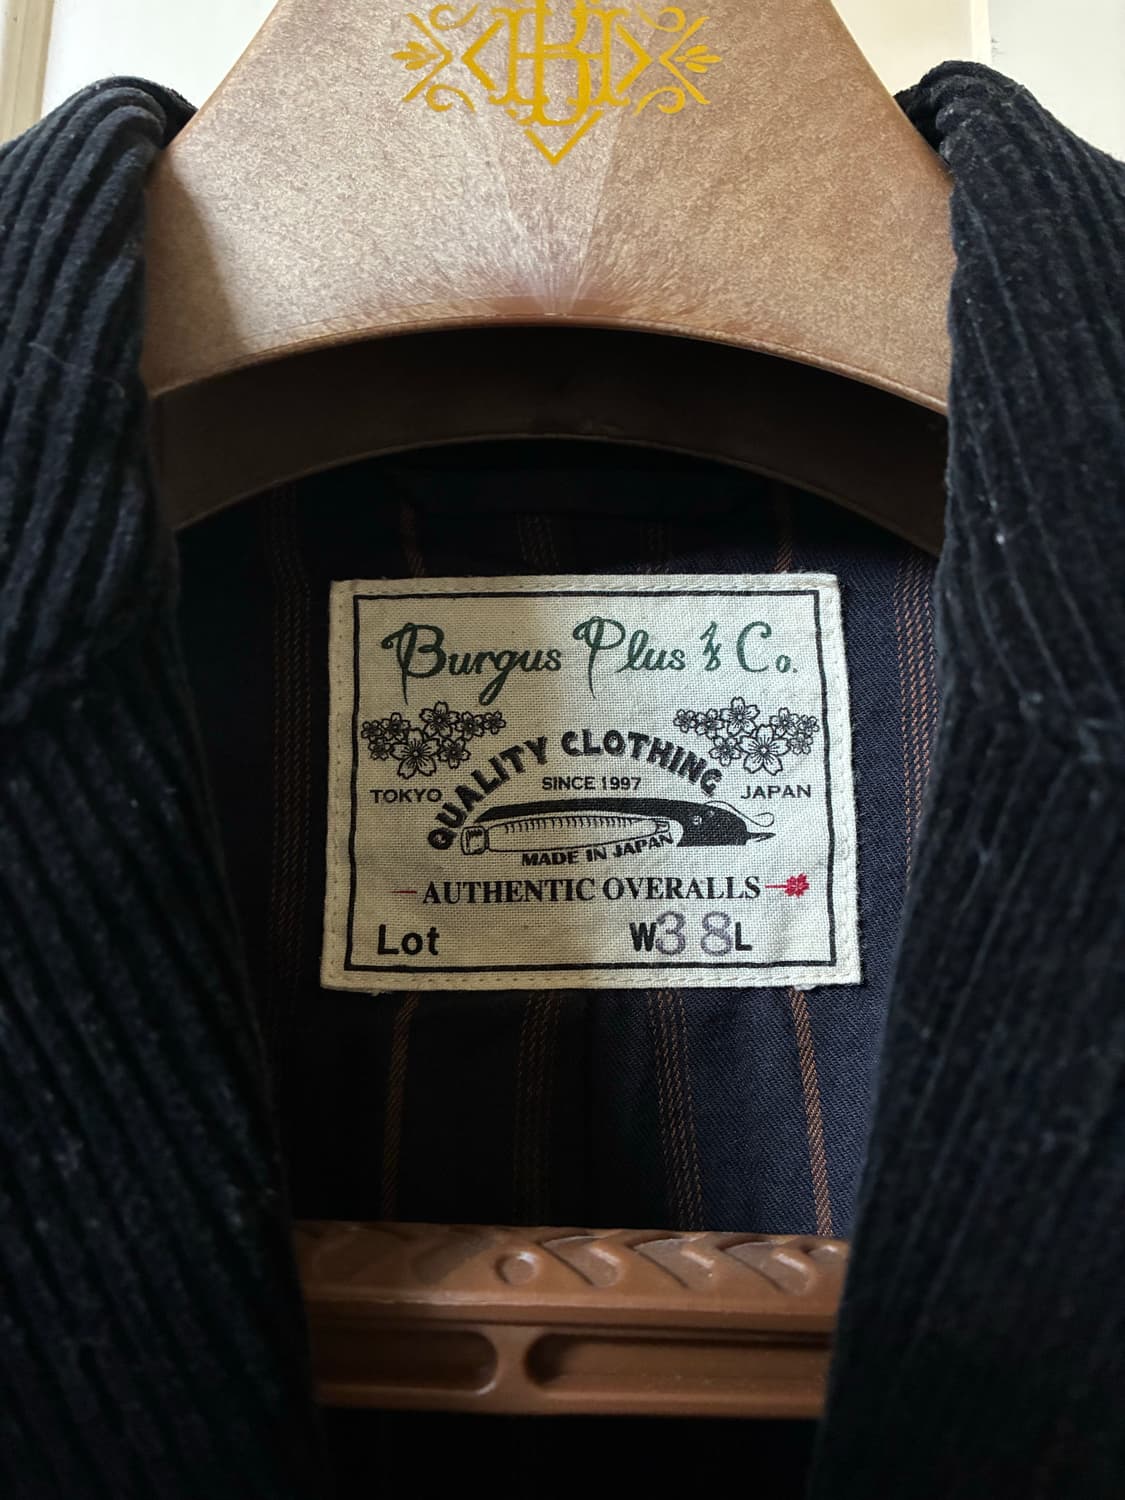 Burgus Plus & Co.
QUALITY CLOTHING
SINCE 1997
TOKYO JAPAN
MADE IN JAPAN
AUTHENTIC OVERALLS
Lot W38L